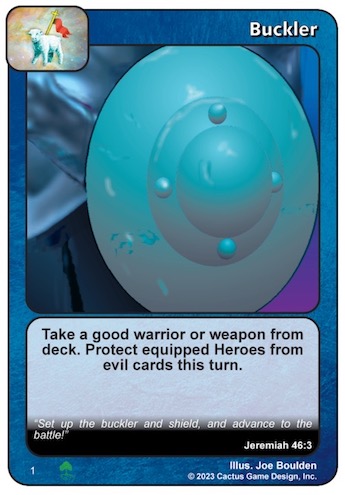 Buckler
Take a good warrior or weapon from
deck. Protect equipped Heroes from
evil cards this turn.
"Set up the buckler and shield, and advance to the
battle!"
Jeremiah 46:3
1
Illus. Joe Boulden
© 2023 Cactus Game Design, Inc.